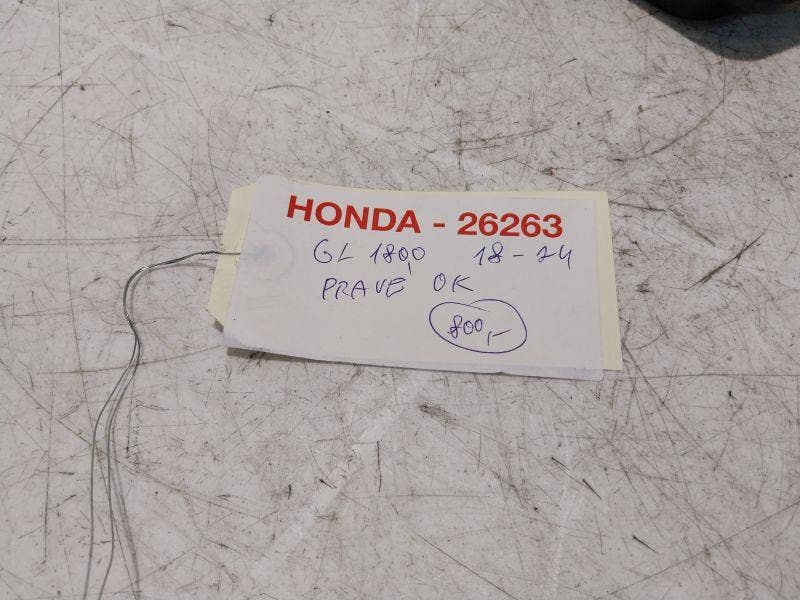 HONDA - 26263
GL 1800 18-24
PRAVÉ OK
800,-